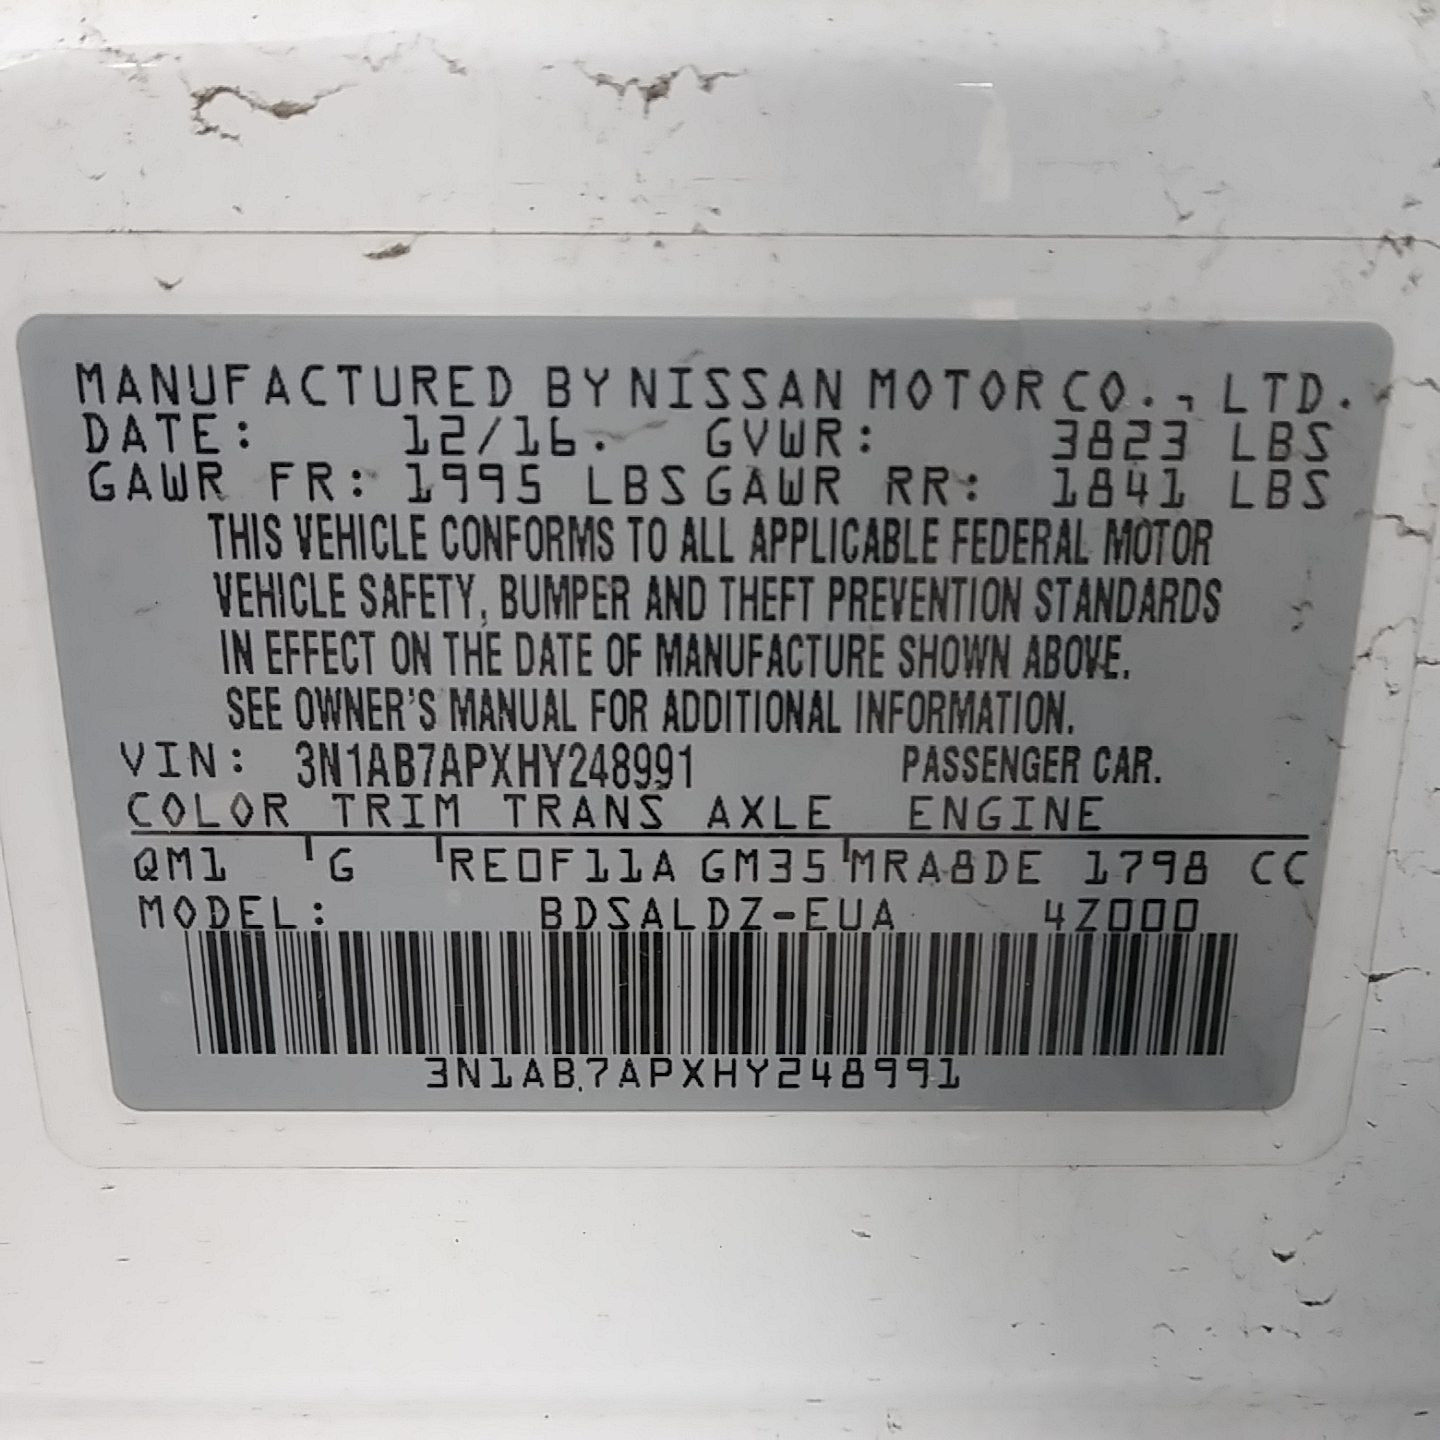 MANUFACTURED BY NISSAN MOTOR CO., LTD.
DATE: 12/16. GVWR: 3823 LBS
GAWR FR: 1995 LBS GAWR RR: 1841 LBS
THIS VEHICLE CONFORMS TO ALL APPLICABLE FEDERAL MOTOR
VEHICLE SAFETY, BUMPER AND THEFT PREVENTION STANDARDS
IN EFFECT ON THE DATE OF MANUFACTURE SHOWN ABOVE.
SEE OWNER'S MANUAL FOR ADDITIONAL INFORMATION.
VIN: 3N1AB7APXHY248991 PASSENGER CAR.
COLOR TRIM TRANS AXLE ENGINE
QM1 G RE0F11A GM35 MRA8DE 1798 CC
MODEL: BDSALDZ-EUA 4Z000
3N1AB7APXHY248991